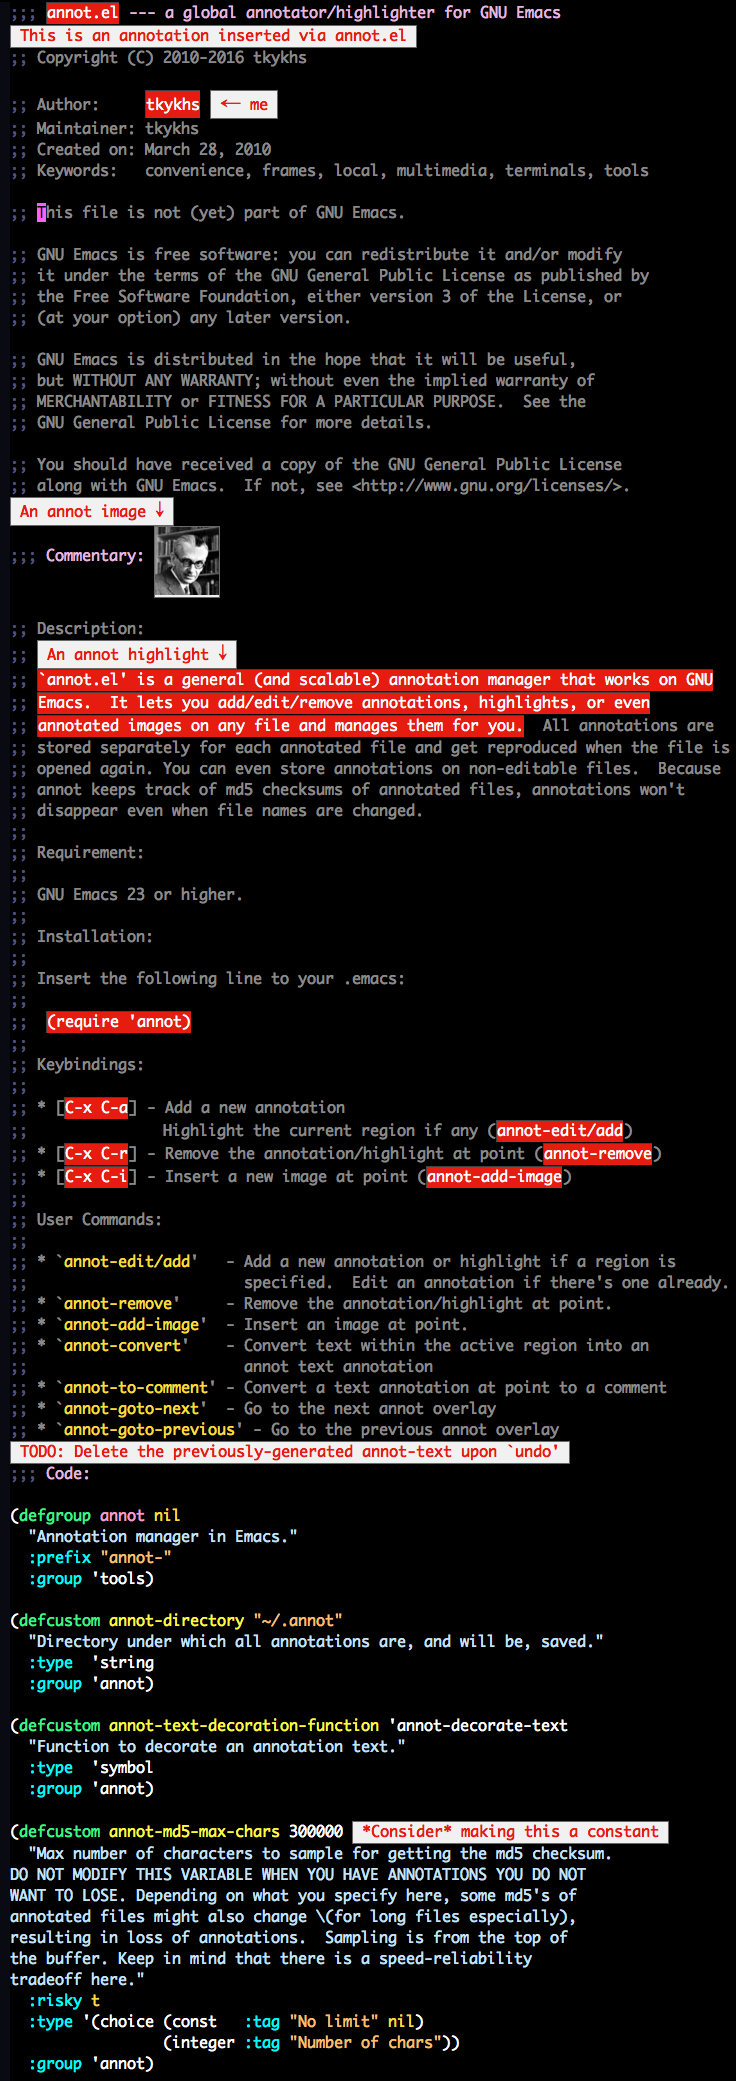 ;;; annot.el --- a global annotator/highlighter for GNU Emacs
This is an annotation inserted via annot.el
;; Copyright (C) 2010-2016 tkykhs
;; Author:     tkykhs ← me
;; Maintainer: tkykhs
;; Created on: March 28, 2010
;; Keywords:   convenience, frames, local, multimedia, terminals, tools
;; This file is not (yet) part of GNU Emacs.
;; GNU Emacs is free software: you can redistribute it and/or modify
;; it under the terms of the GNU General Public License as published by
;; the Free Software Foundation, either version 3 of the License, or
;; (at your option) any later version.
;; GNU Emacs is distributed in the hope that it will be useful,
;; but WITHOUT ANY WARRANTY; without even the implied warranty of
;; MERCHANTABILITY or FITNESS FOR A PARTICULAR PURPOSE.  See the
;; GNU General Public License for more details.
;; You should have received a copy of the GNU General Public License
;; along with GNU Emacs.  If not, see <http://www.gnu.org/licenses/>.
An annot image ↓
;;; Commentary:
;; Description:
;; An annot highlight ↓
;; `annot.el' is a general (and scalable) annotation manager that works on GNU
;; Emacs.  It lets you add/edit/remove annotations, highlights, or even
;; annotated images on any file and manages them for you.  All annotations are
;; stored separately for each annotated file and get reproduced when the file is
;; opened again. You can even store annotations on non-editable files.  Because
;; annot keeps track of md5 checksums of annotated files, annotations won't
;; disappear even when file names are changed.
;;
;; Requirement:
;;
;; GNU Emacs 23 or higher.
;;
;; Installation:
;;
;; Insert the following line to your .emacs:
;;
;;  (require 'annot)
;;
;; Keybindings:
;;
;; * [C-x C-a] - Add a new annotation
;;               Highlight the current region if any (annot-edit/add)
;; * [C-x C-r] - Remove the annotation/highlight at point (annot-remove)
;; * [C-x C-i] - Insert a new image at point (annot-add-image)
;;
;; User Commands:
;;
;; * `annot-edit/add'   - Add a new annotation or highlight if a region is
;;                        specified.  Edit an annotation if there's one already.
;; * `annot-remove'     - Remove the annotation/highlight at point.
;; * `annot-add-image'  - Insert an image at point.
;; * `annot-convert'    - Convert text within the active region into an
;;                        annot text annotation
;; * `annot-to-comment' - Convert a text annotation at point to a comment
;; * `annot-goto-next'  - Go to the next annot overlay
;; * `annot-goto-previous' - Go to the previous annot overlay
TODO: Delete the previously-generated annot-text upon `undo'
;;; Code:
(defgroup annot nil
  "Annotation manager in Emacs."
  :prefix "annot-"
  :group 'tools)
(defcustom annot-directory "~/.annot"
  "Directory under which all annotations are, and will be, saved."
  :type  'string
  :group 'annot)
(defcustom annot-text-decoration-function 'annot-decorate-text
  "Function to decorate an annotation text."
  :type  'symbol
  :group 'annot)
(defcustom annot-md5-max-chars 300000 *Consider* making this a constant
  "Max number of characters to sample for getting the md5 checksum.
DO NOT MODIFY THIS VARIABLE WHEN YOU HAVE ANNOTATIONS YOU DO NOT
WANT TO LOSE. Depending on what you specify here, some md5's of
annotated files might also change \(for long files especially),
resulting in loss of annotations.  Sampling is from the top of
the buffer. Keep in mind that there is a speed-reliability
tradeoff here."
  :risky t
  :type '(choice (const   :tag "No limit" nil)
                 (integer :tag "Number of chars"))
  :group 'annot)